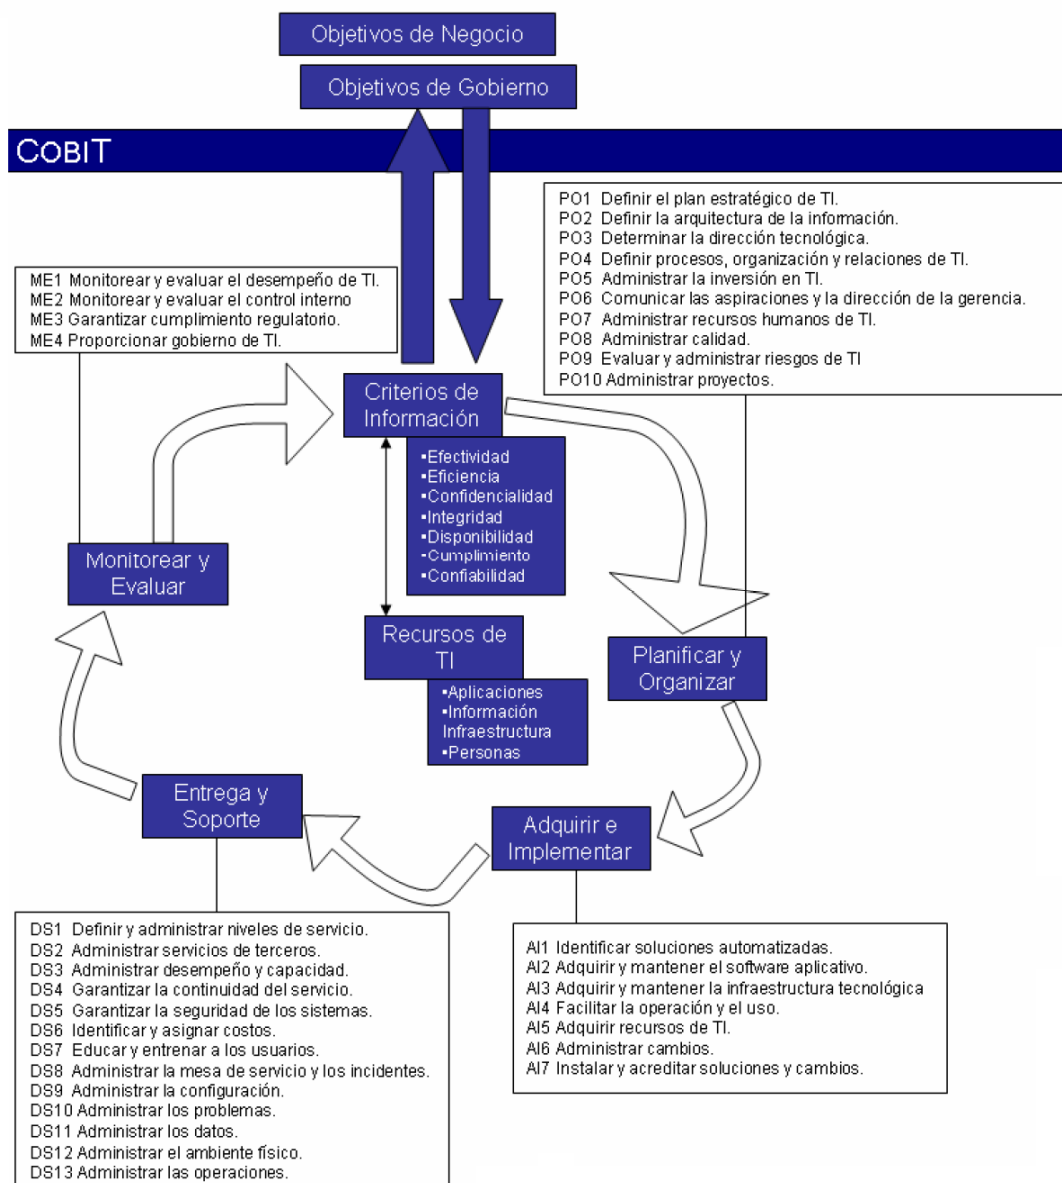 Objetivos de Negocio
Objetivos de Gobierno
COBIT
PO1 Definir el plan estratégico de TI.
PO2 Definir la arquitectura de la información.
PO3 Determinar la dirección tecnológica.
PO4 Definir procesos, organización y relaciones de TI.
PO5 Administrar la inversión en TI.
PO6 Comunicar las aspiraciones y la dirección de la gerencia.
PO7 Administrar recursos humanos de TI.
PO8 Administrar calidad.
PO9 Evaluar y administrar riesgos de TI
PO10 Administrar proyectos.
ME1 Monitorear y evaluar el desempeño de TI.
ME2 Monitorear y evaluar el control interno
ME3 Garantizar cumplimiento regulatorio.
ME4 Proporcionar gobierno de TI.
Criterios de
Información
▪Efectividad
▪Eficiencia
▪Confidencialidad
▪Integridad
▪Disponibilidad
▪Cumplimiento
▪Confiabilidad
Monitorear y
Evaluar
Recursos de
TI
▪Aplicaciones
▪Información
Infraestructura
▪Personas
Planificar y
Organizar
Entrega y
Soporte
Adquirir e
Implementar
DS1 Definir y administrar niveles de servicio.
DS2 Administrar servicios de terceros.
DS3 Administrar desempeño y capacidad.
DS4 Garantizar la continuidad del servicio.
DS5 Garantizar la seguridad de los sistemas.
DS6 Identificar y asignar costos.
DS7 Educar y entrenar a los usuarios.
DS8 Administrar la mesa de servicio y los incidentes.
DS9 Administrar la configuración.
DS10 Administrar los problemas.
DS11 Administrar los datos.
DS12 Administrar el ambiente físico.
DS13 Administrar las operaciones.
AI1 Identificar soluciones automatizadas.
AI2 Adquirir y mantener el software aplicativo.
AI3 Adquirir y mantener la infraestructura tecnológica
AI4 Facilitar la operación y el uso.
AI5 Adquirir recursos de TI.
AI6 Administrar cambios.
AI7 Instalar y acreditar soluciones y cambios.